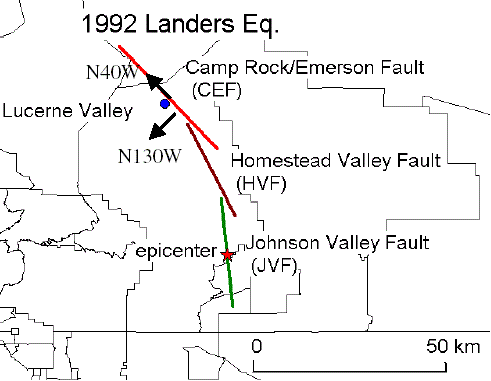 1992 Landers Eq.
N40W
Camp Rock/Emerson Fault
(CEF)
Lucerne Valley
N130W
Homestead Valley Fault
(HVF)
epicenter
Johnson Valley Fault
(JVF)
0
50 km